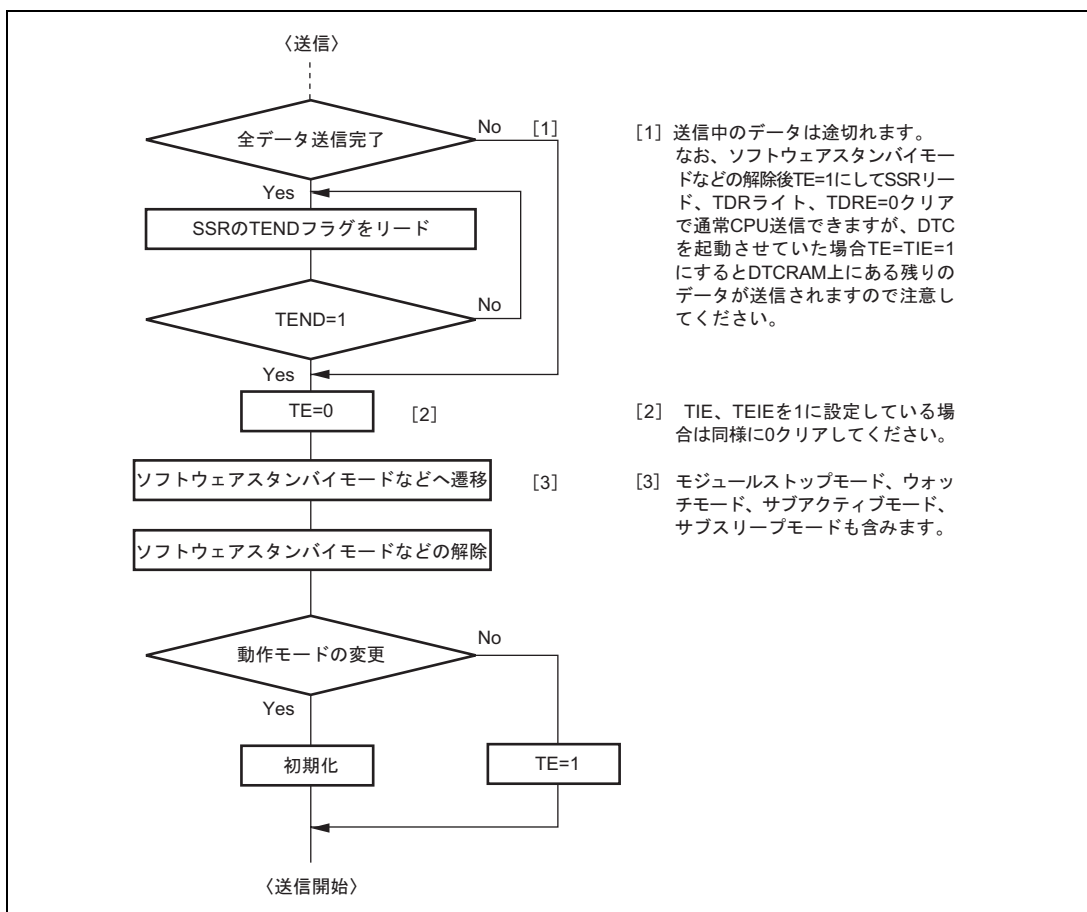 〈送信〉
全データ送信完了
No
[1]
Yes
SSRのTENDフラグをリード
TEND=1
No
Yes
TE=0
[2]
ソフトウェアスタンバイモードなどへ遷移
[3]
ソフトウェアスタンバイモードなどの解除
動作モードの変更
No
Yes
初期化
TE=1
〈送信開始〉
[1] 送信中のデータは途切れます。
なお、ソフトウェアスタンバイモー
ドなどの解除後TE=1にしてSSRリー
ド、TDRライト、TDRE=0クリア
で通常CPU送信できますが、DTC
を起動させていた場合TE=TIE=1
にするとDTCRAM上にある残りの
データが送信されますので注意し
てください。
[2] TIE、TEIEを1に設定している場
合は同様に0クリアしてください。
[3] モジュールストップモード、ウォッ
チモード、サブアクティブモード、
サブスリープモードも含みます。